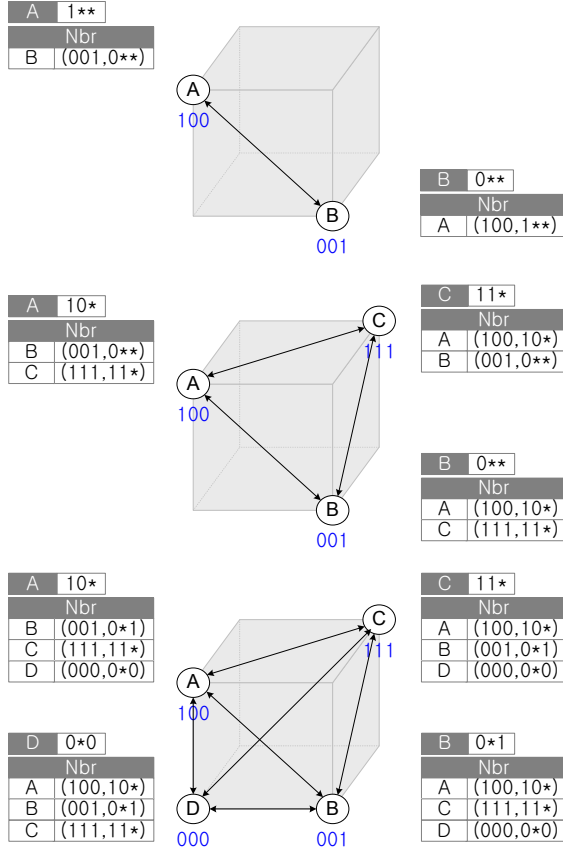 A 1**
Nbr
B (001,0**)
A
100
B
001
B 0**
Nbr
A (100,1**)
A 10*
Nbr
B (001,0**)
C (111,11*)
C
111
A
100
B
001
C 11*
Nbr
A (100,10*)
B (001,0**)
B 0**
Nbr
A (100,10*)
C (111,11*)
A 10*
Nbr
B (001,0*1)
C (111,11*)
D (000,0*0)
C
111
A
100
D
000
B
001
C 11*
Nbr
A (100,10*)
B (001,0*1)
D (000,0*0)
D 0*0
Nbr
A (100,10*)
B (001,0*1)
C (111,11*)
B 0*1
Nbr
A (100,10*)
C (111,11*)
D (000,0*0)